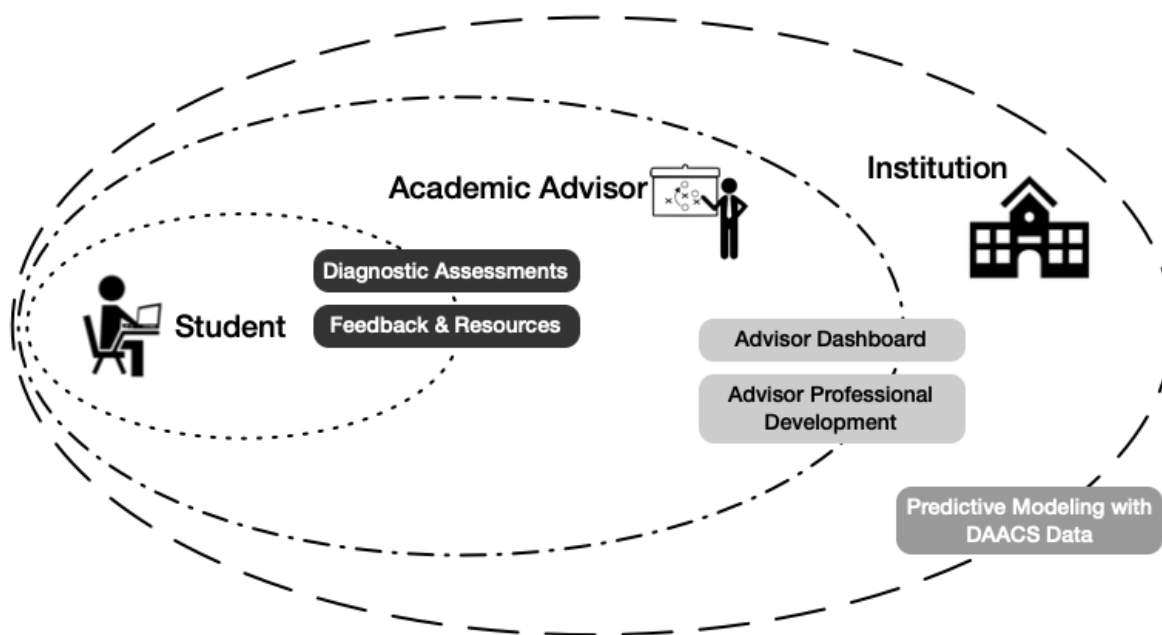 Institution
Academic Advisor
Diagnostic Assessments
Student
Feedback & Resources
Advisor Dashboard
Advisor Professional
Development
Predictive Modeling with
DAACS Data